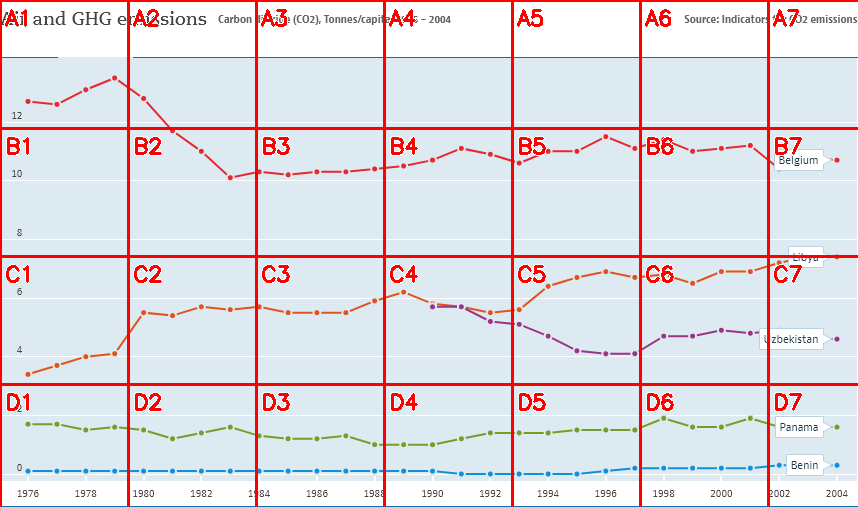 Air and GHG emissions Carbon dioxide (CO2), Tonnes/capita – 2004 Source: Indicators CO2 emissions
A1 A2 A3 A4 A5 A6 A7
12
B1 B2 B3 B4 B5 B6 B7
Belgium
10
8
Libya
C1 C2 C3 C4 C5 C6 C7
6
Uzbekistan
4
D1 D2 D3 D4 D5 D6 D7
2
Panama
0
Benin
1976 1978 1980 1982 1984 1986 1988 1990 1992 1994 1996 1998 2000 2002 2004